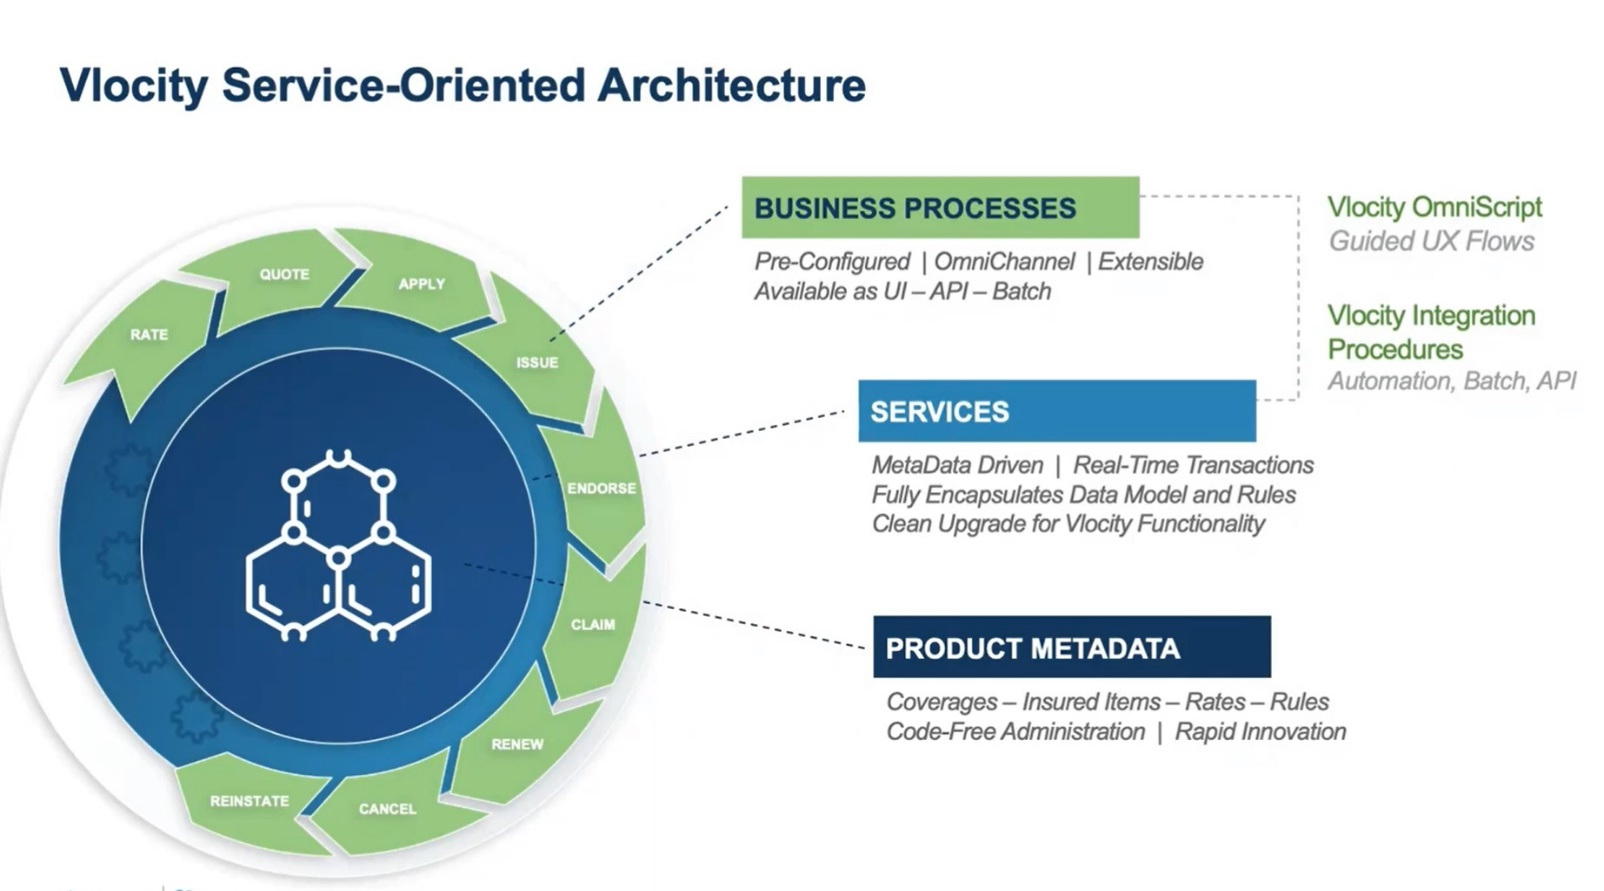 Vlocity Service-Oriented Architecture
RATE
QUOTE
APPLY
ISSUE
ENDORSE
CLAIM
RENEW
CANCEL
REINSTATE
BUSINESS PROCESSES
Pre-Configured | OmniChannel | Extensible
Available as UI – API – Batch
Vlocity OmniScript
Guided UX Flows
Vlocity Integration
Procedures
Automation, Batch, API
SERVICES
MetaData Driven | Real-Time Transactions
Fully Encapsulates Data Model and Rules
Clean Upgrade for Vlocity Functionality
PRODUCT METADATA
Coverages – Insured Items – Rates – Rules
Code-Free Administration | Rapid Innovation